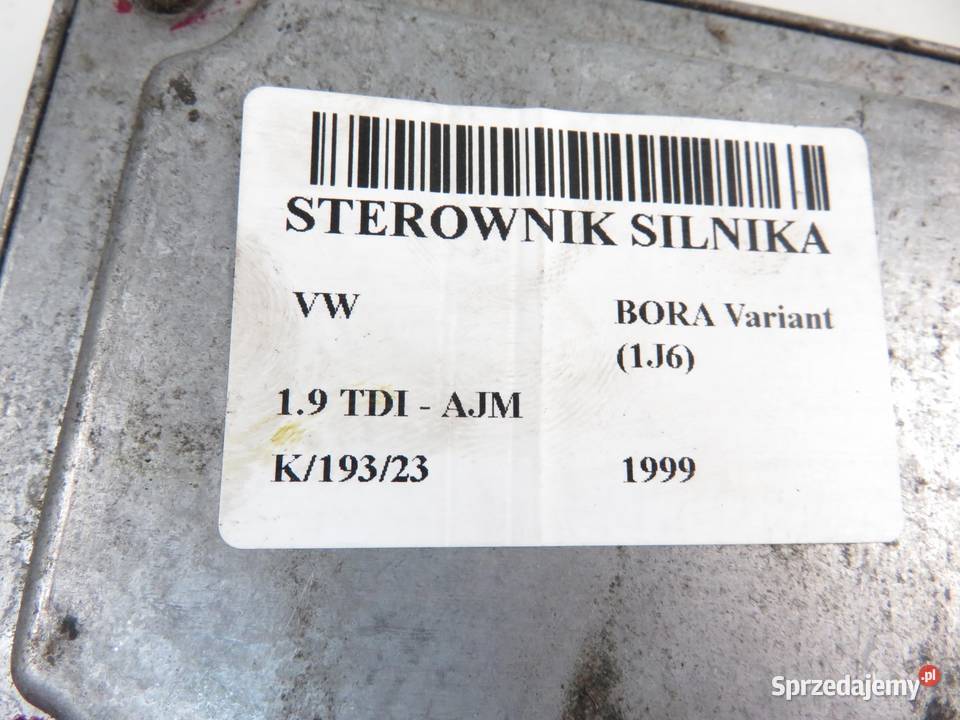 STEROWNIK SILNIKA
VW
BORA Variant
(1J6)
1.9 TDI - AJM
K/193/23
1999
Sprzedajemy.pl